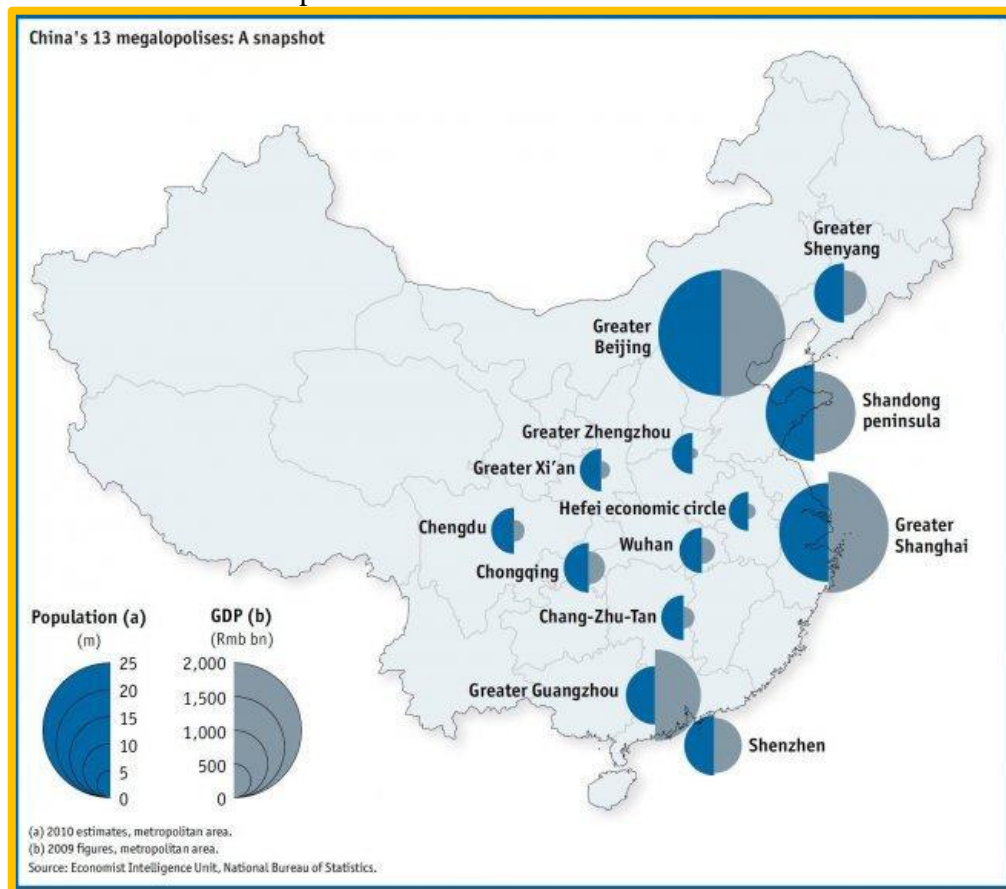 China's 13 megalopolises: A snapshot
Greater
Shenyang
Greater
Beijing
Shandong
peninsula
Greater Zhengzhou
Greater Xi'an
Hefei economic circle
Chengdu
Wuhan
Greater
Shanghai
Chongqing
Chang-Zhu-Tan
Greater Guangzhou
Shenzhen
Population (a)
(m)
25
20
15
10
5
0
GDP (b)
(Rmb bn)
2,000
1,500
1,000
500
0
(a) 2010 estimates, metropolitan area.
(b) 2009 figures, metropolitan area.
Source: Economist Intelligence Unit, National Bureau of Statistics.